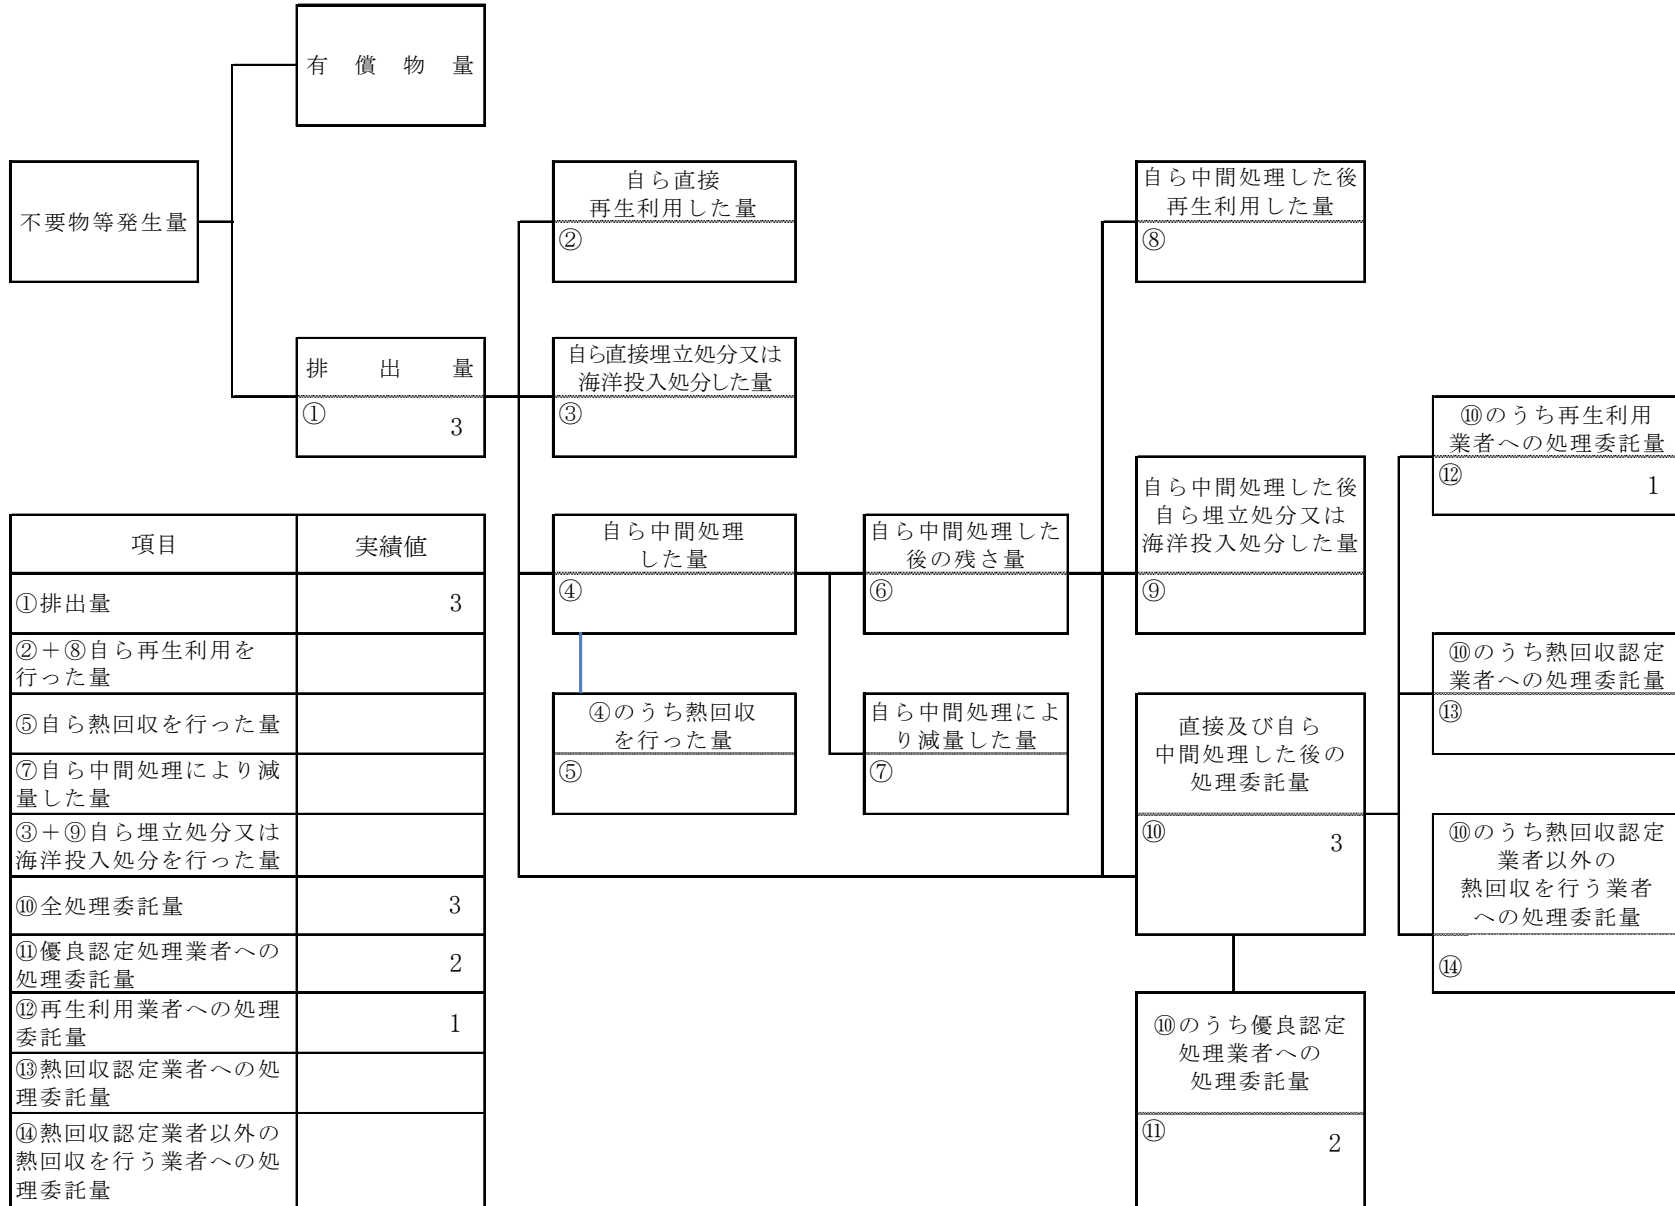 有償物量
不要物等発生量
排出量
①
3
自ら直接
再生利用した量
②
自ら直接埋立処分又は
海洋投入処分した量
③
自ら中間処理
した量
④
④のうち熱回収
を行った量
⑤
自ら中間処理した
後の残さ量
⑥
自ら中間処理によ
り減量した量
⑦
自ら中間処理した後
再生利用した量
⑧
自ら中間処理した後
自ら埋立処分又は
海洋投入処分した量
⑨
直接及び自ら
中間処理した後の
処理委託量
⑩
3
⑩のうち優良認定
処理業者への
処理委託量
⑪
2
⑩のうち再生利用
業者への処理委託量
⑫
1
⑩のうち熱回収認定
業者への処理委託量
⑬
⑩のうち熱回収認定
業者以外の
熱回収を行う業者
への処理委託量
⑭
項目 実績値
①排出量 3
②＋⑧自ら再生利用を
行った量
⑤自ら熱回収を行った量
⑦自ら中間処理により減
量した量
③＋⑨自ら埋立処分又は
海洋投入処分を行った量
⑩全処理委託量 3
⑪優良認定処理業者への
処理委託量 2
⑫再生利用業者への処理
委託量 1
⑬熱回収認定業者への処
理委託量
⑭熱回収認定業者以外の
熱回収を行う業者への処
理委託量